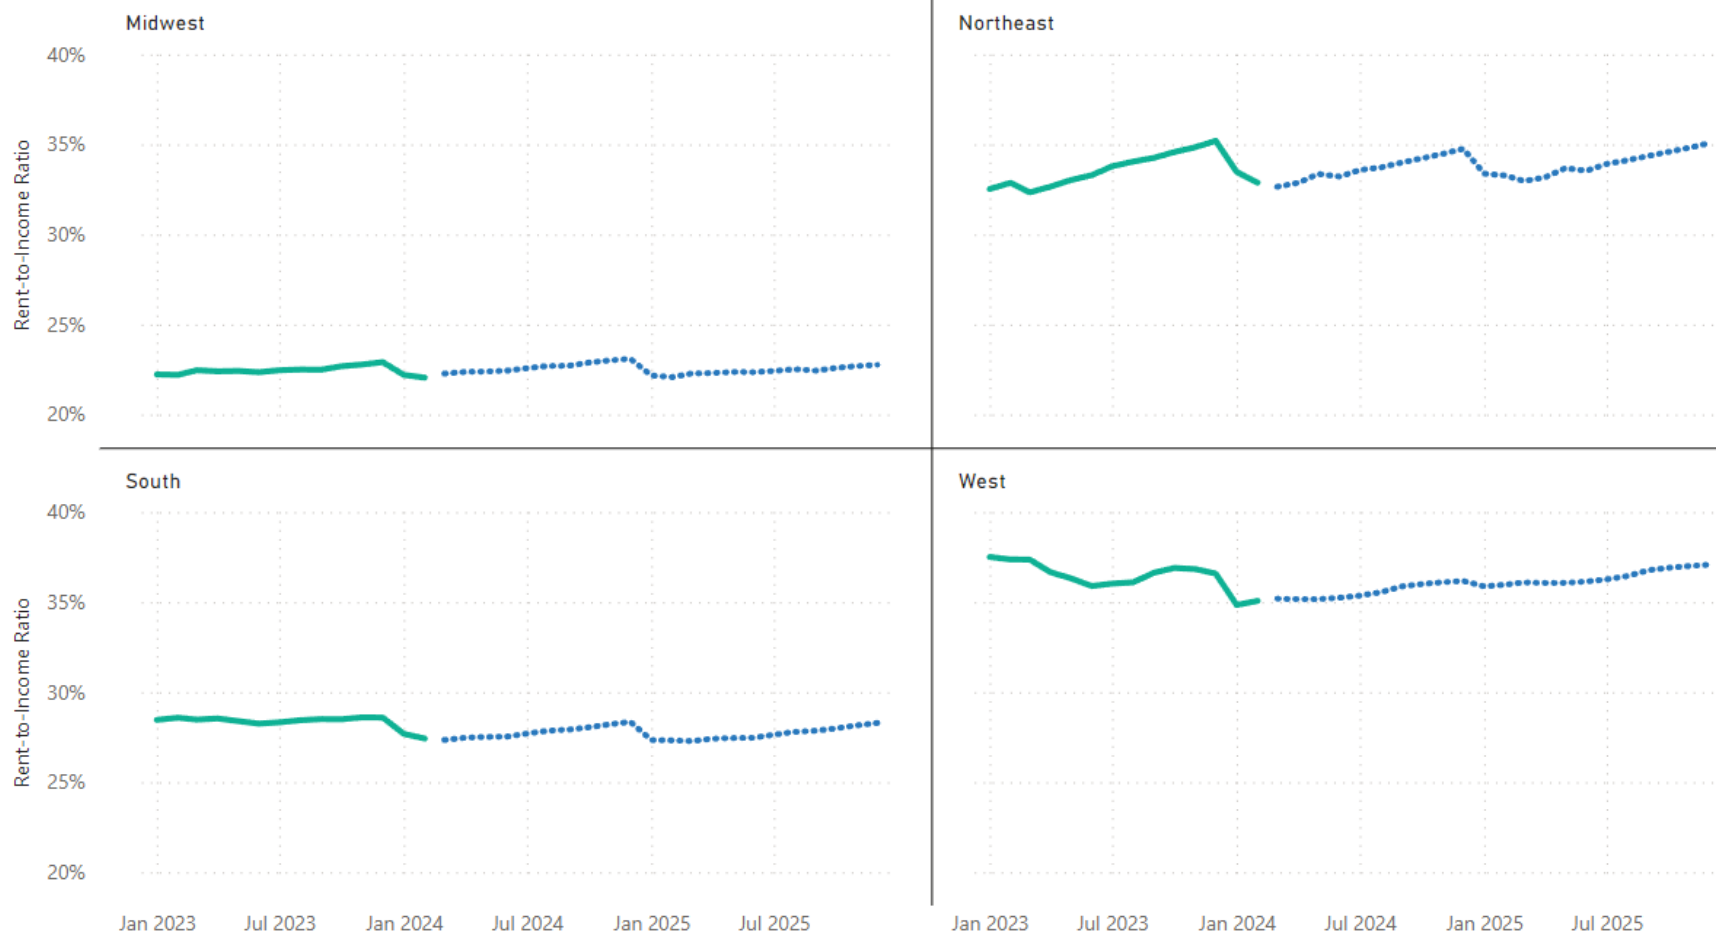 Midwest
Northeast
40%
35%
30%
25%
20%
Rent-to-Income Ratio
South
West
40%
35%
30%
25%
20%
Rent-to-Income Ratio
Jan 2023 Jul 2023 Jan 2024 Jul 2024 Jan 2025 Jul 2025
Jan 2023 Jul 2023 Jan 2024 Jul 2024 Jan 2025 Jul 2025